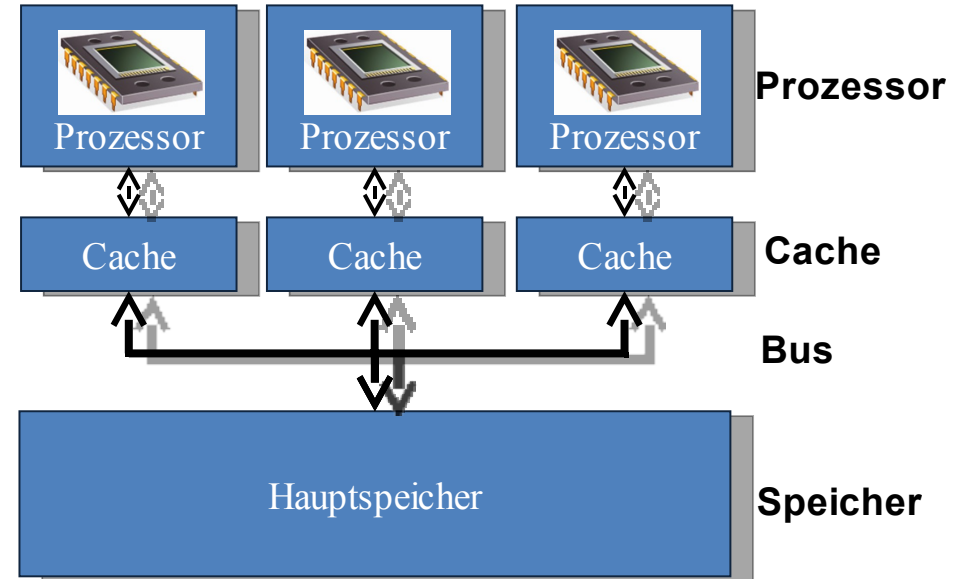 Prozessor
Prozessor
Prozessor
Prozessor
Cache
Cache
Cache
Cache
Bus
Hauptspeicher
Speicher